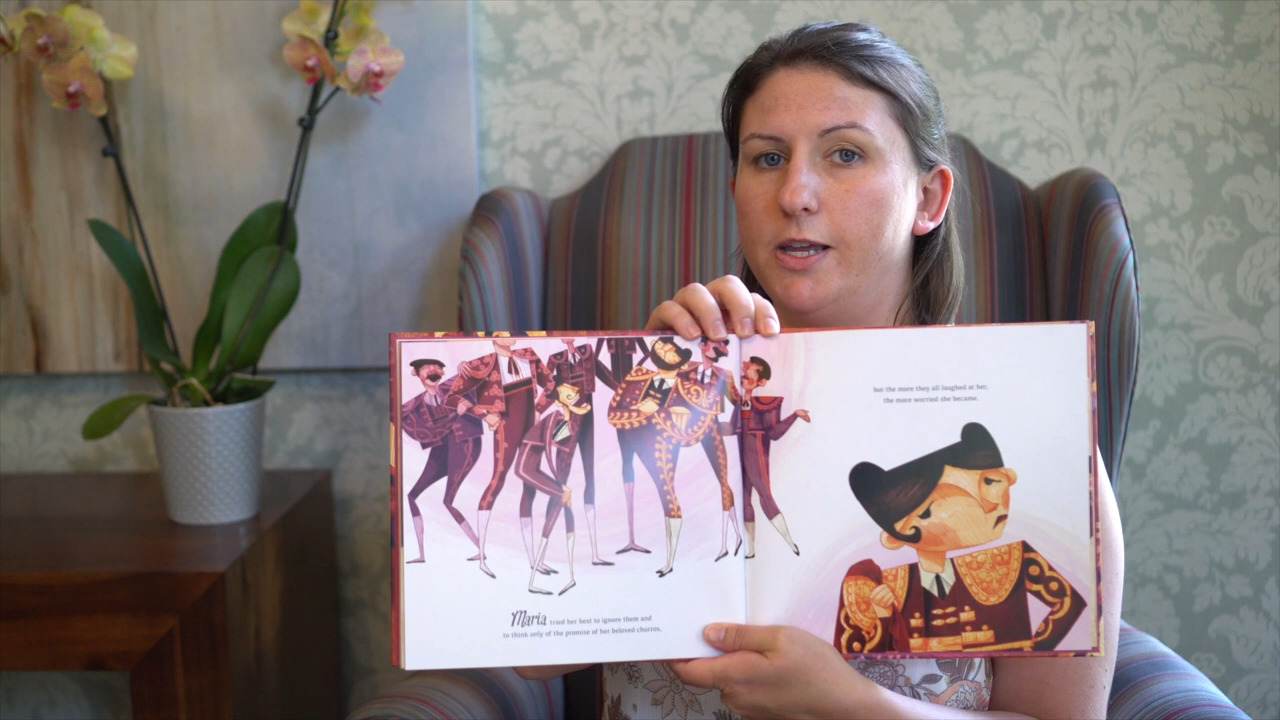 Maria tried her best to ignore them and
to think only of the promise of her beloved churros,
but the more they all laughed at her,
the more worried she became.